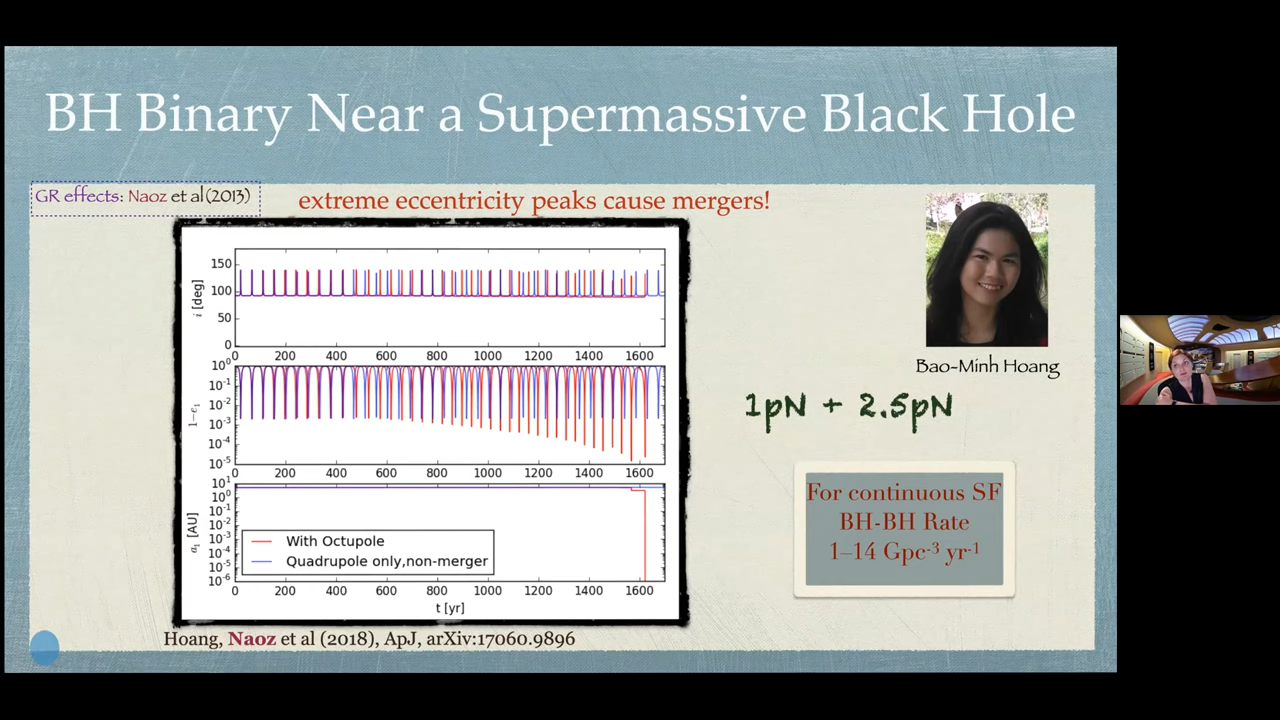 BH Binary Near a Supermassive Black Hole
GR effects: Naoz et al (2013)
extreme eccentricity peaks cause mergers!
150
100
50
0
i [deg]
0 200 400 600 800 1000 1200 1400 1600
10⁰
10⁻¹
10⁻²
10⁻³
10⁻⁴
10⁻⁵
1−e₁
0 200 400 600 800 1000 1200 1400 1600
10¹
10⁰
10⁻¹
10⁻²
10⁻³
10⁻⁴
10⁻⁵
10⁻⁶
a₁ [AU]
With Octupole
Quadrupole only,non-merger
0 200 400 600 800 1000 1200 1400 1600
t [yr]
Hoang, Naoz et al (2018), ApJ, arXiv:17060.9896
Bao-Minh Hoang
1pN + 2.5pN
For continuous SF
BH-BH Rate
1–14 Gpc⁻³ yr⁻¹